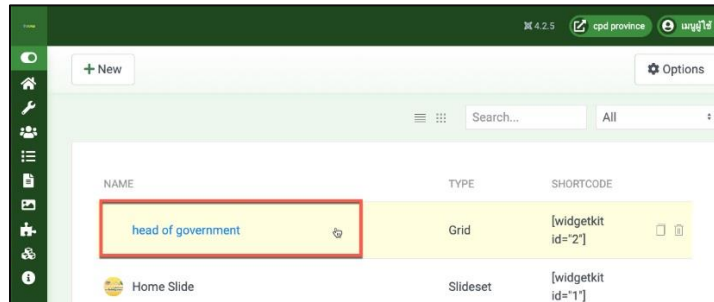 4.2.5 cpd province เมนูผู้ใช้
+ New Options
Search... All
NAME TYPE SHORTCODE
head of government Grid [widgetkit
id="2"]
Home Slide Slideset [widgetkit
id="1"]